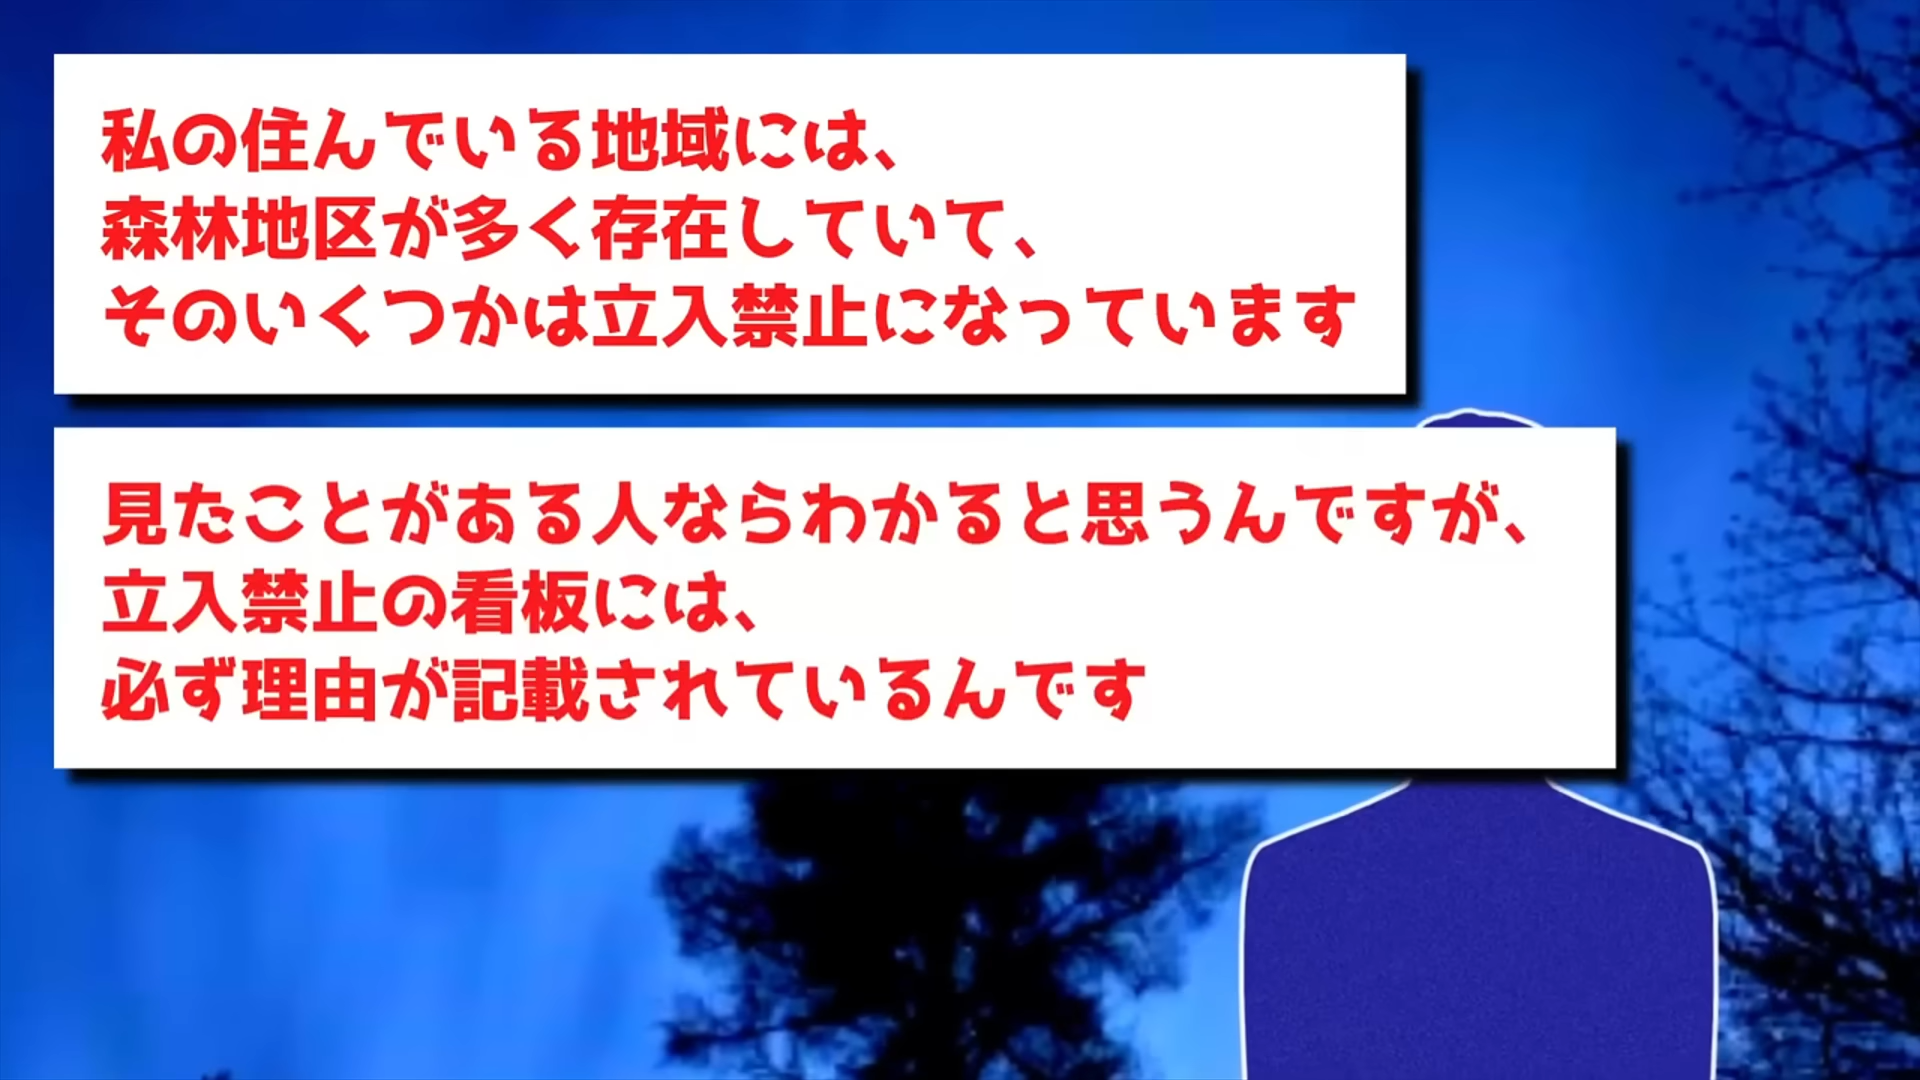 私の住んでいる地域には、
森林地区が多く存在していて、
そのいくつかは立入禁止になっています
見たことがある人ならわかると思うんですが、
立入禁止の看板には、
必ず理由が記載されているんです